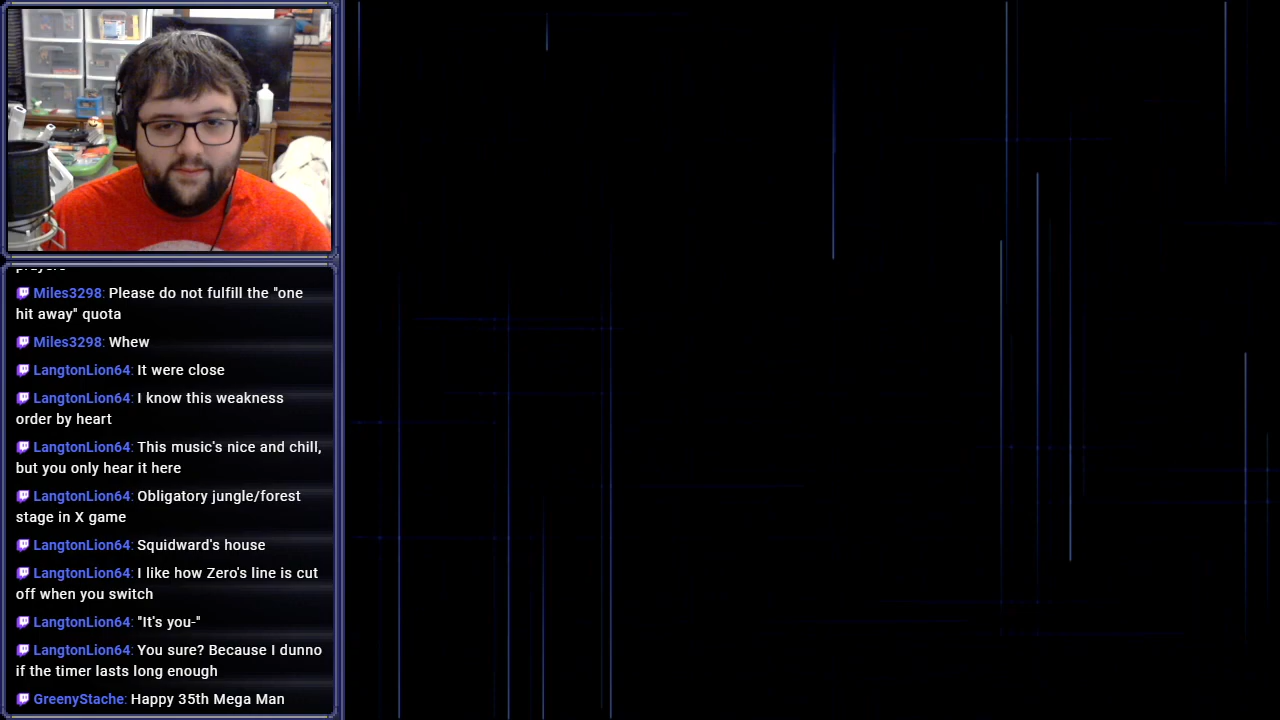 prayers
Miles3298: Please do not fulfill the "one
hit away" quota
Miles3298: Whew
LangtonLion64: It were close
LangtonLion64: I know this weakness
order by heart
LangtonLion64: This music's nice and chill,
but you only hear it here
LangtonLion64: Obligatory jungle/forest
stage in X game
LangtonLion64: Squidward's house
LangtonLion64: I like how Zero's line is cut
off when you switch
LangtonLion64: "It's you-"
LangtonLion64: You sure? Because I dunno
if the timer lasts long enough
GreenyStache: Happy 35th Mega Man